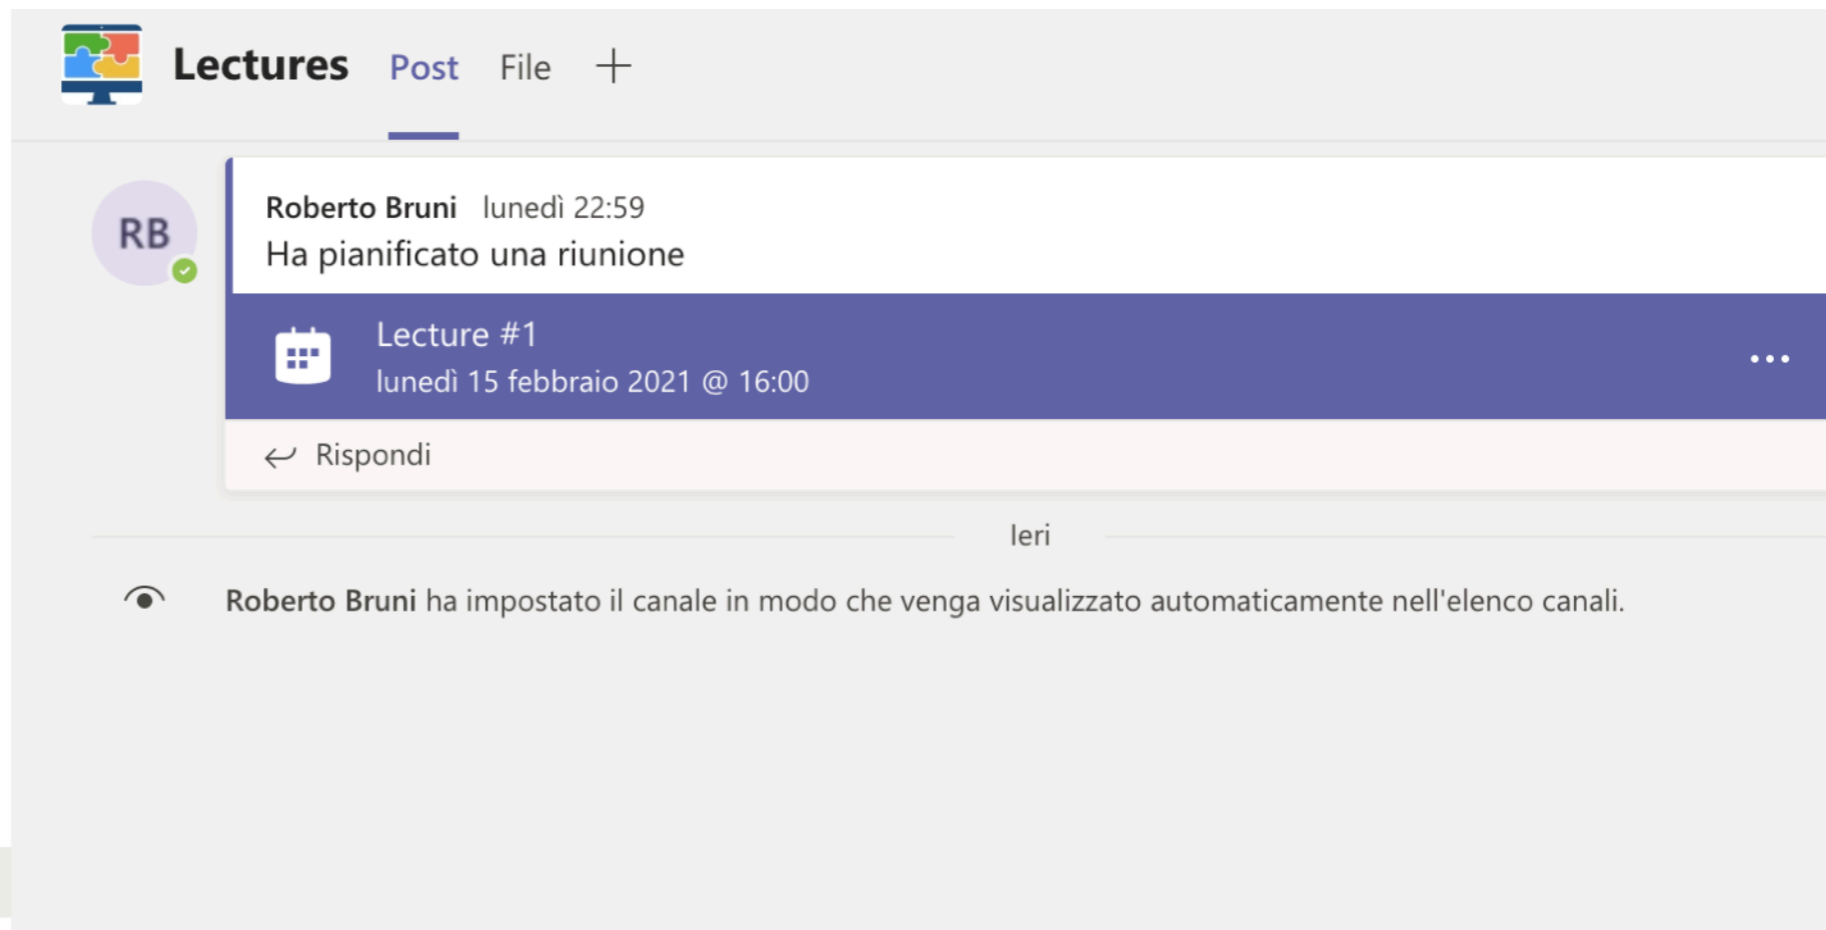 Lectures Post File
RB
Roberto Bruni lunedì 22:59
Ha pianificato una riunione
Lecture #1
lunedì 15 febbraio 2021 @ 16:00
Rispondi
Ieri
Roberto Bruni ha impostato il canale in modo che venga visualizzato automaticamente nell'elenco canali.